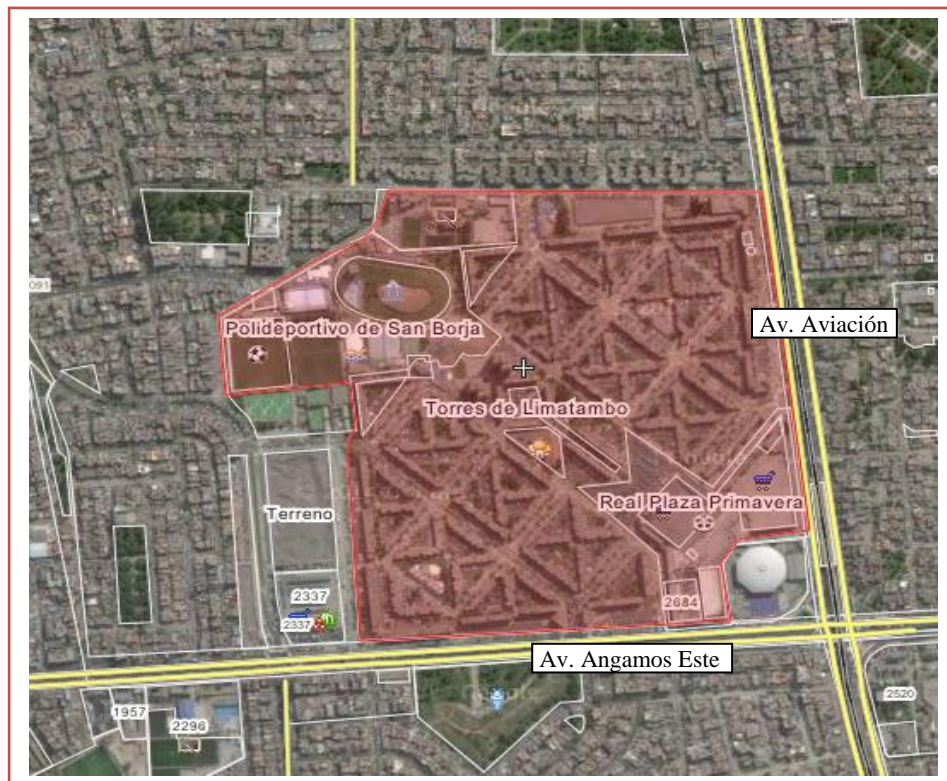 091
Polideportivo de San Borja
Av. Aviación
Torres de Limatambo
Real Plaza Primavera
Terreno
2337
2337
2684
Av. Angamos Este
1957
2296
2520